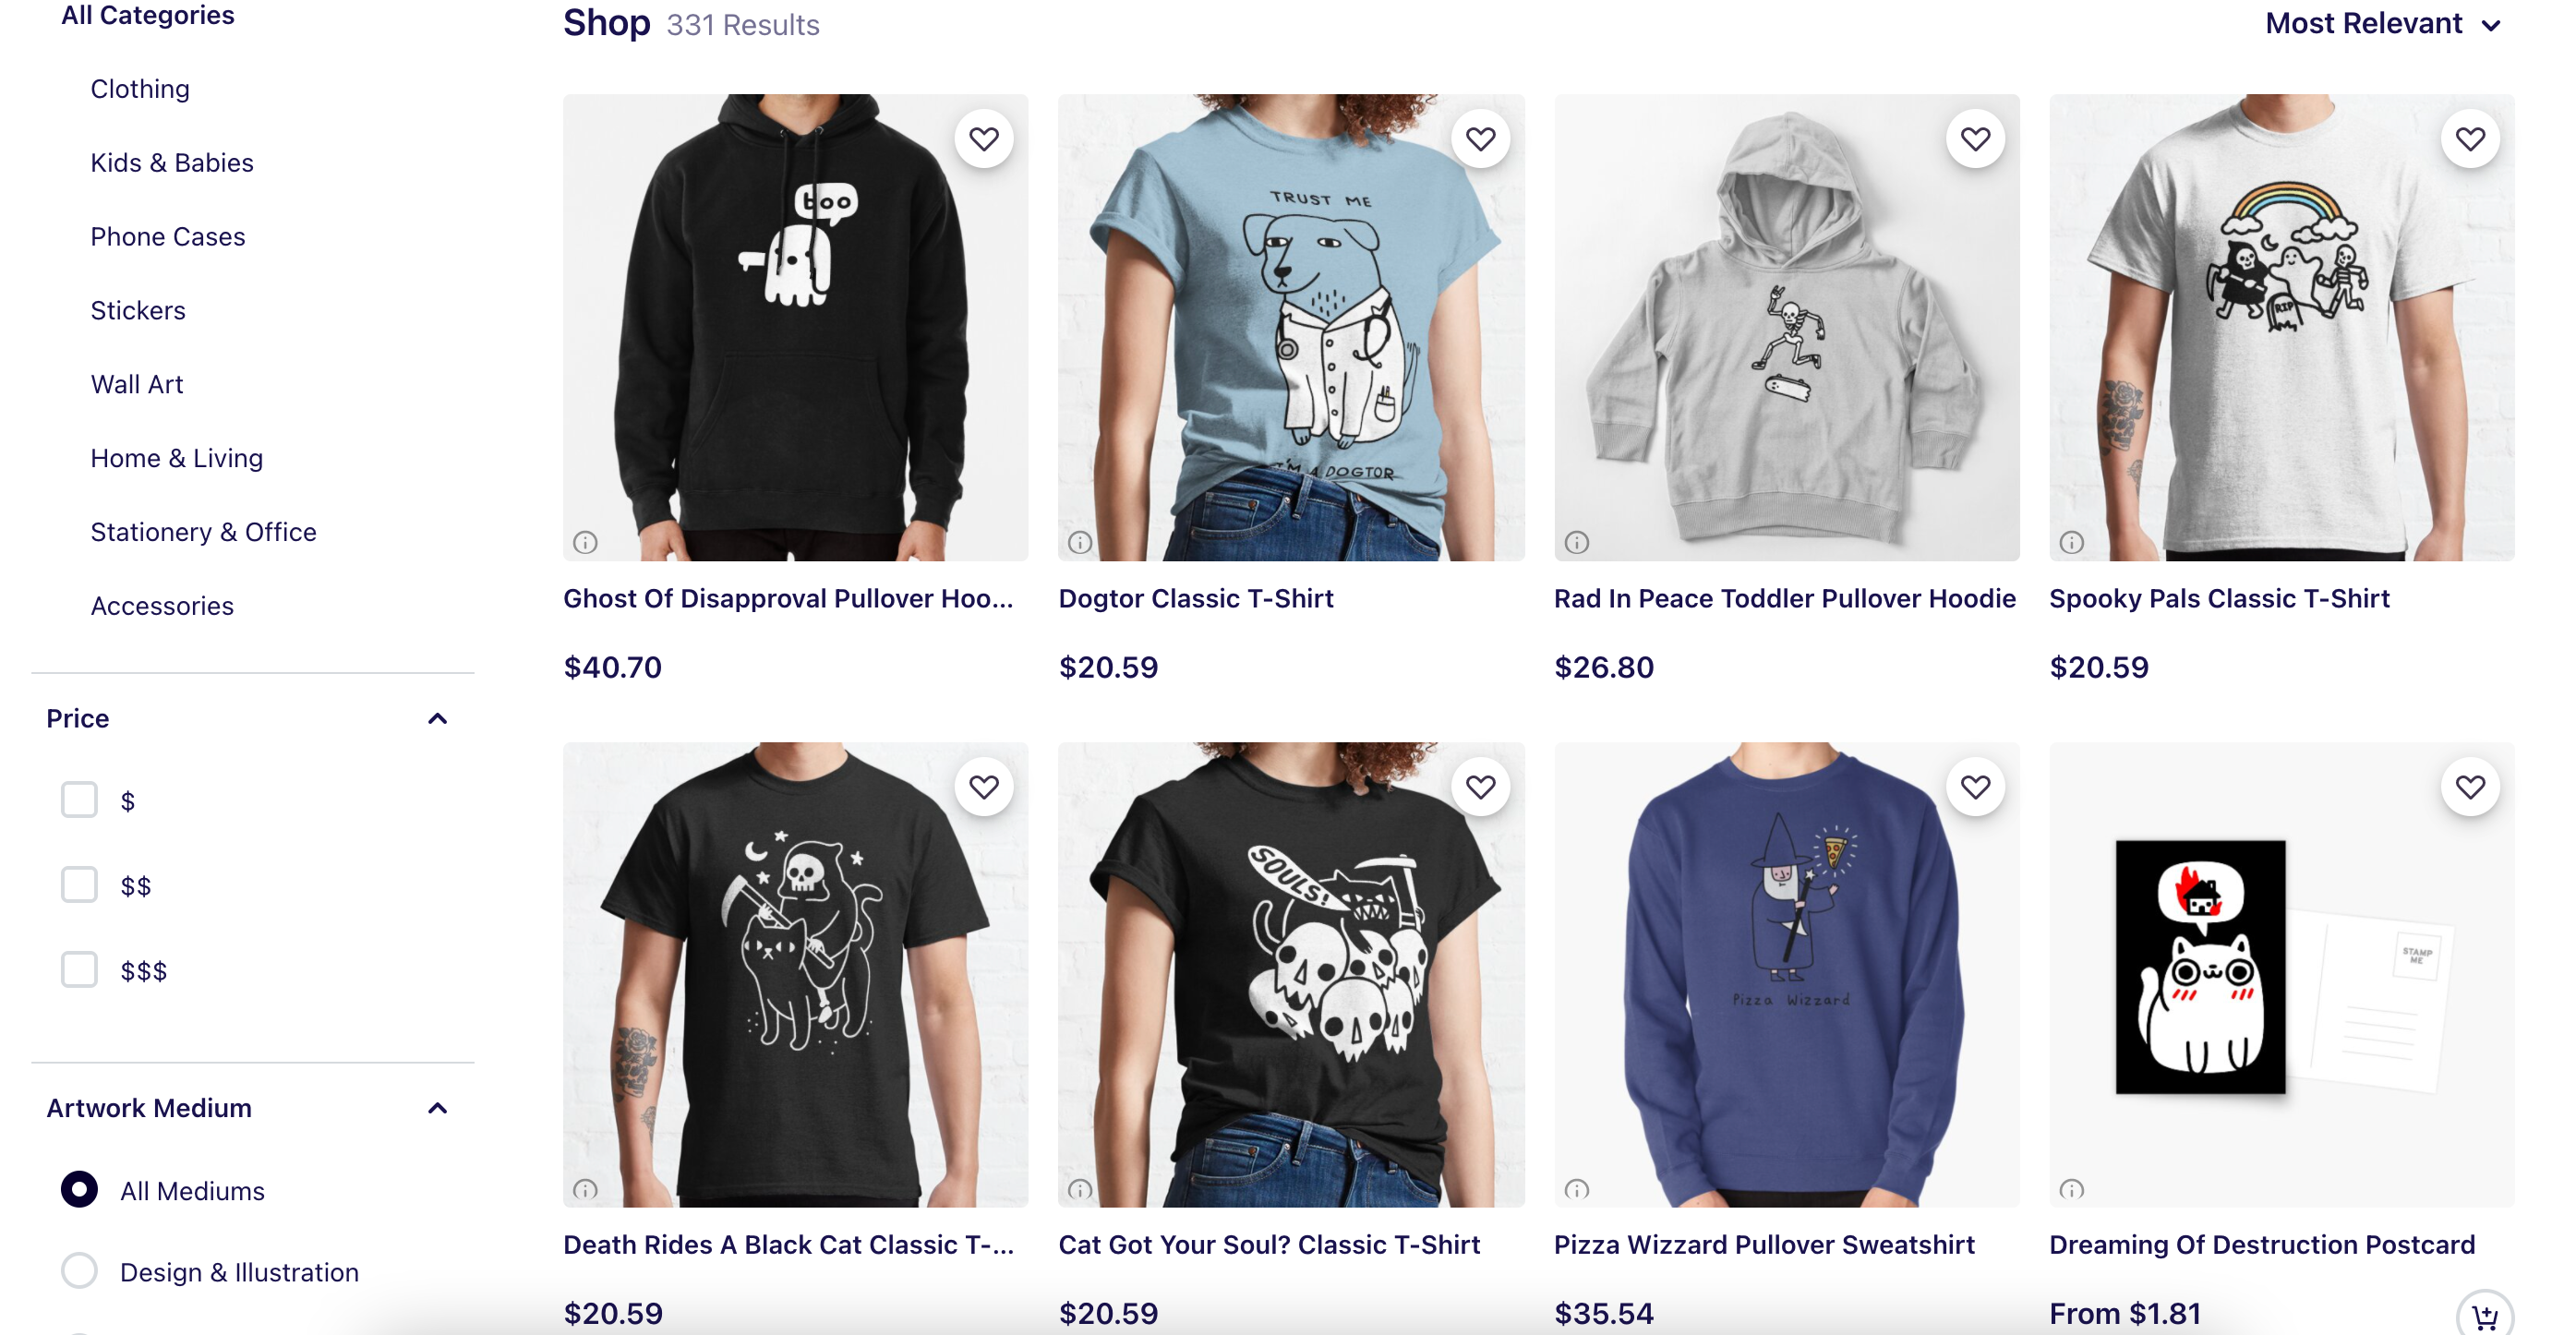 All Categories
Clothing
Kids & Babies
Phone Cases
Stickers
Wall Art
Home & Living
Stationery & Office
Accessories
Price
$
$$
$$$
Artwork Medium
All Mediums
Design & Illustration
Shop 331 Results
Most Relevant
boo
TRUST ME
I'M A DOGTOR
RIP
Ghost Of Disapproval Pullover Hoo...
Dogtor Classic T-Shirt
Rad In Peace Toddler Pullover Hoodie
Spooky Pals Classic T-Shirt
$40.70
$20.59
$26.80
$20.59
SOULS!
Pizza Wizzard
STAMP
ME
Death Rides A Black Cat Classic T-...
Cat Got Your Soul? Classic T-Shirt
Pizza Wizzard Pullover Sweatshirt
Dreaming Of Destruction Postcard
$20.59
$20.59
$35.54
From $1.81